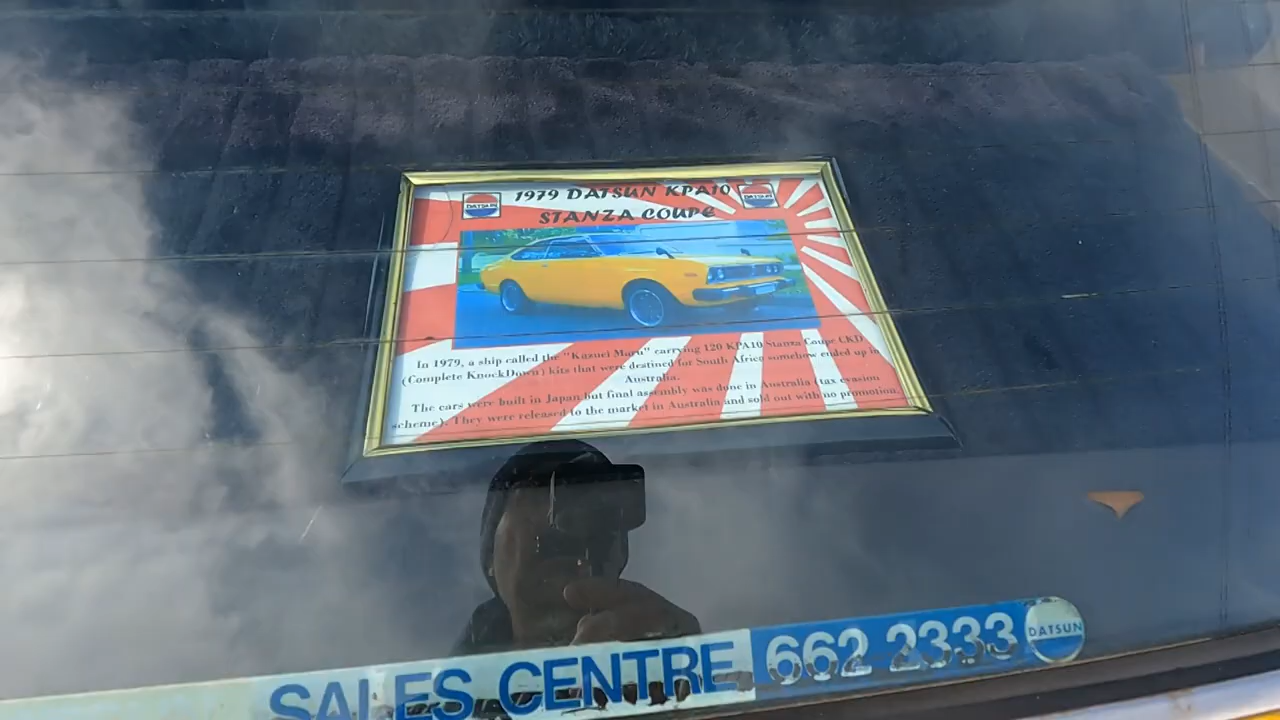 1979 DATSUN KPA10
DATSUN
DATSUN
STANZA COUPE
In 1979, a ship called the "Kazuei Maru" carrying 120 KPA10 Stanza Coupe CKD
(Complete KnockDown) kits that were destined for South Africa somehow ended up in
Australia.
The cars were built in Japan but final assembly was done in Australia (tax evasion
scheme). They were released to the market in Australia and sold out with no promotion.
SALES CENTRE 662 2333 DATSUN